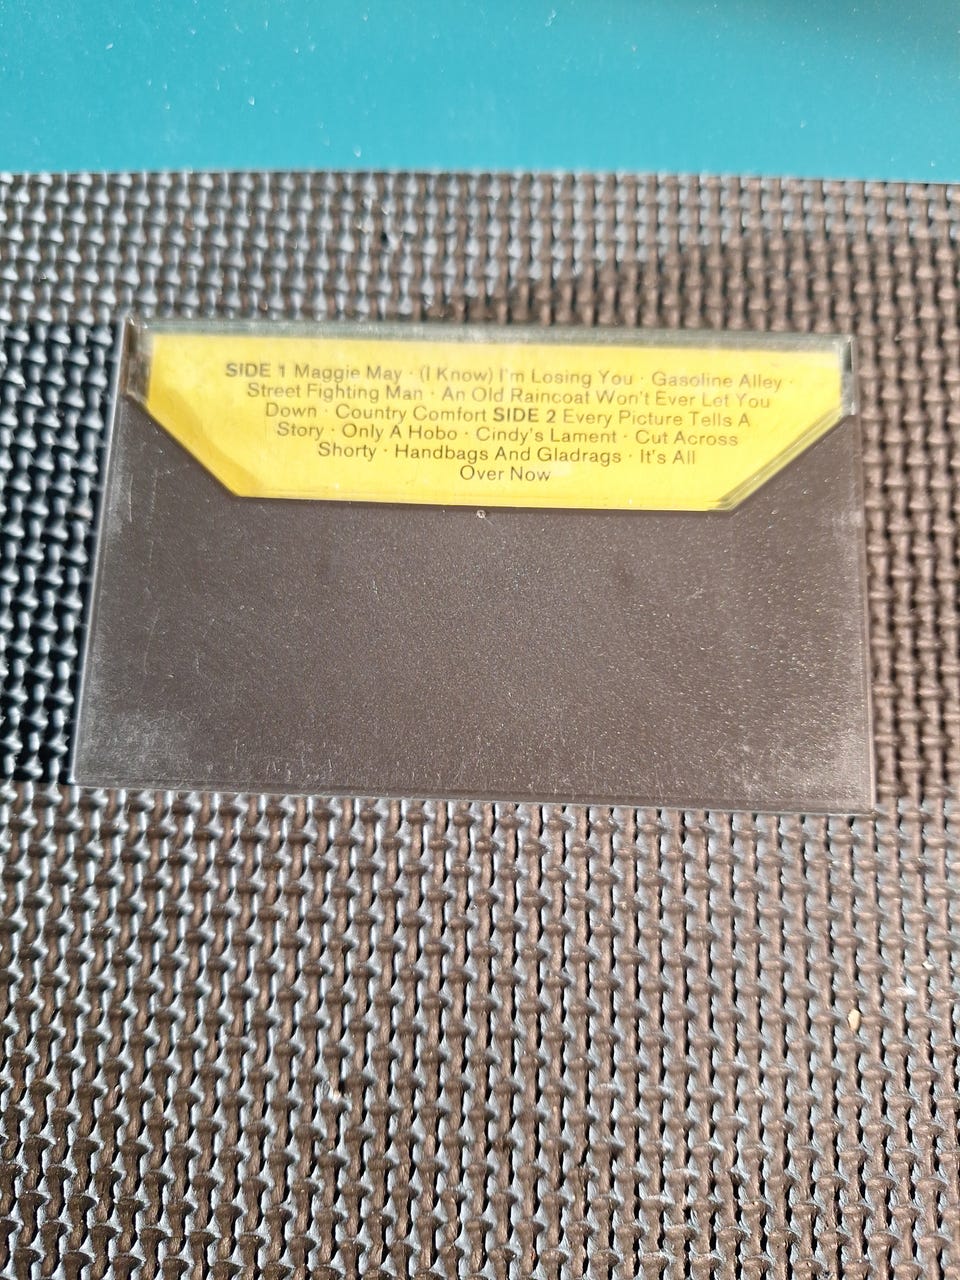 SIDE 1 Maggie May · (I Know) I'm Losing You · Gasoline Alley ·
Street Fighting Man · An Old Raincoat Won't Ever Let You
Down · Country Comfort SIDE 2 Every Picture Tells A
Story · Only A Hobo · Cindy's Lament · Cut Across
Shorty · Handbags And Gladrags · It's All
Over Now